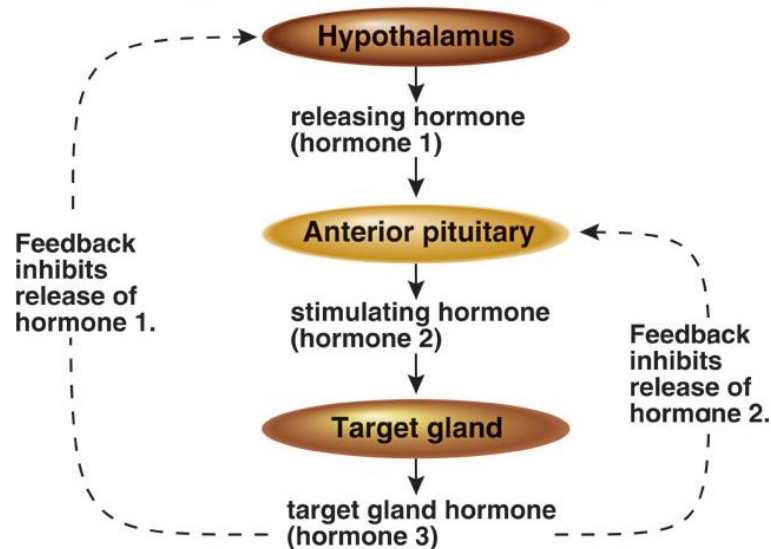 Hypothalamus
releasing hormone
(hormone 1)
Anterior pituitary
Feedback
inhibits
release of
hormone 1.
stimulating hormone
(hormone 2)
Feedback
inhibits
release of
hormone 2.
Target gland
target gland hormone
(hormone 3)